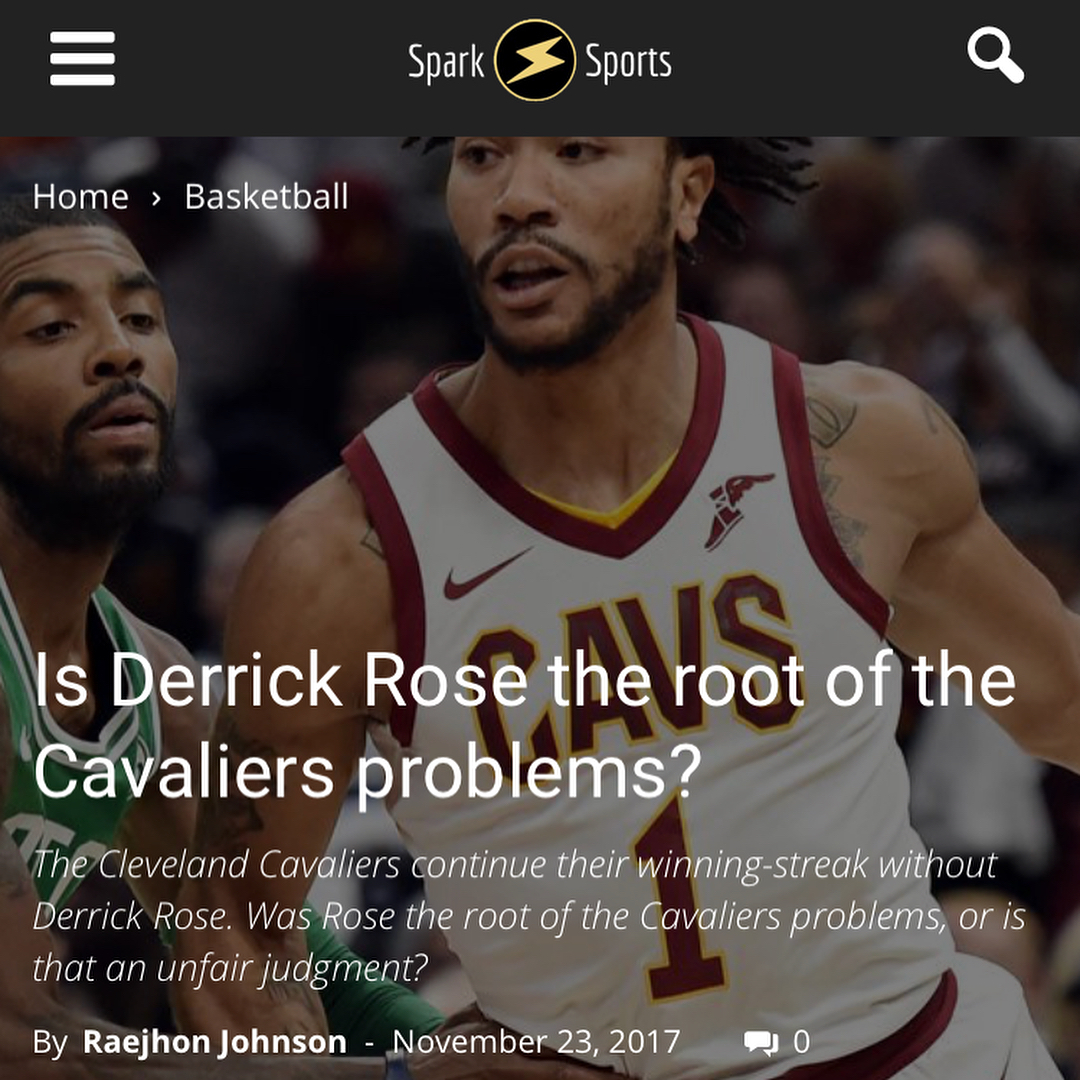 Spark Sports
Home › Basketball
CAVS
1
Is Derrick Rose the root of the
Cavaliers problems?
The Cleveland Cavaliers continue their winning-streak without
Derrick Rose. Was Rose the root of the Cavaliers problems, or is
that an unfair judgment?
By Raejhon Johnson - November 23, 2017 0